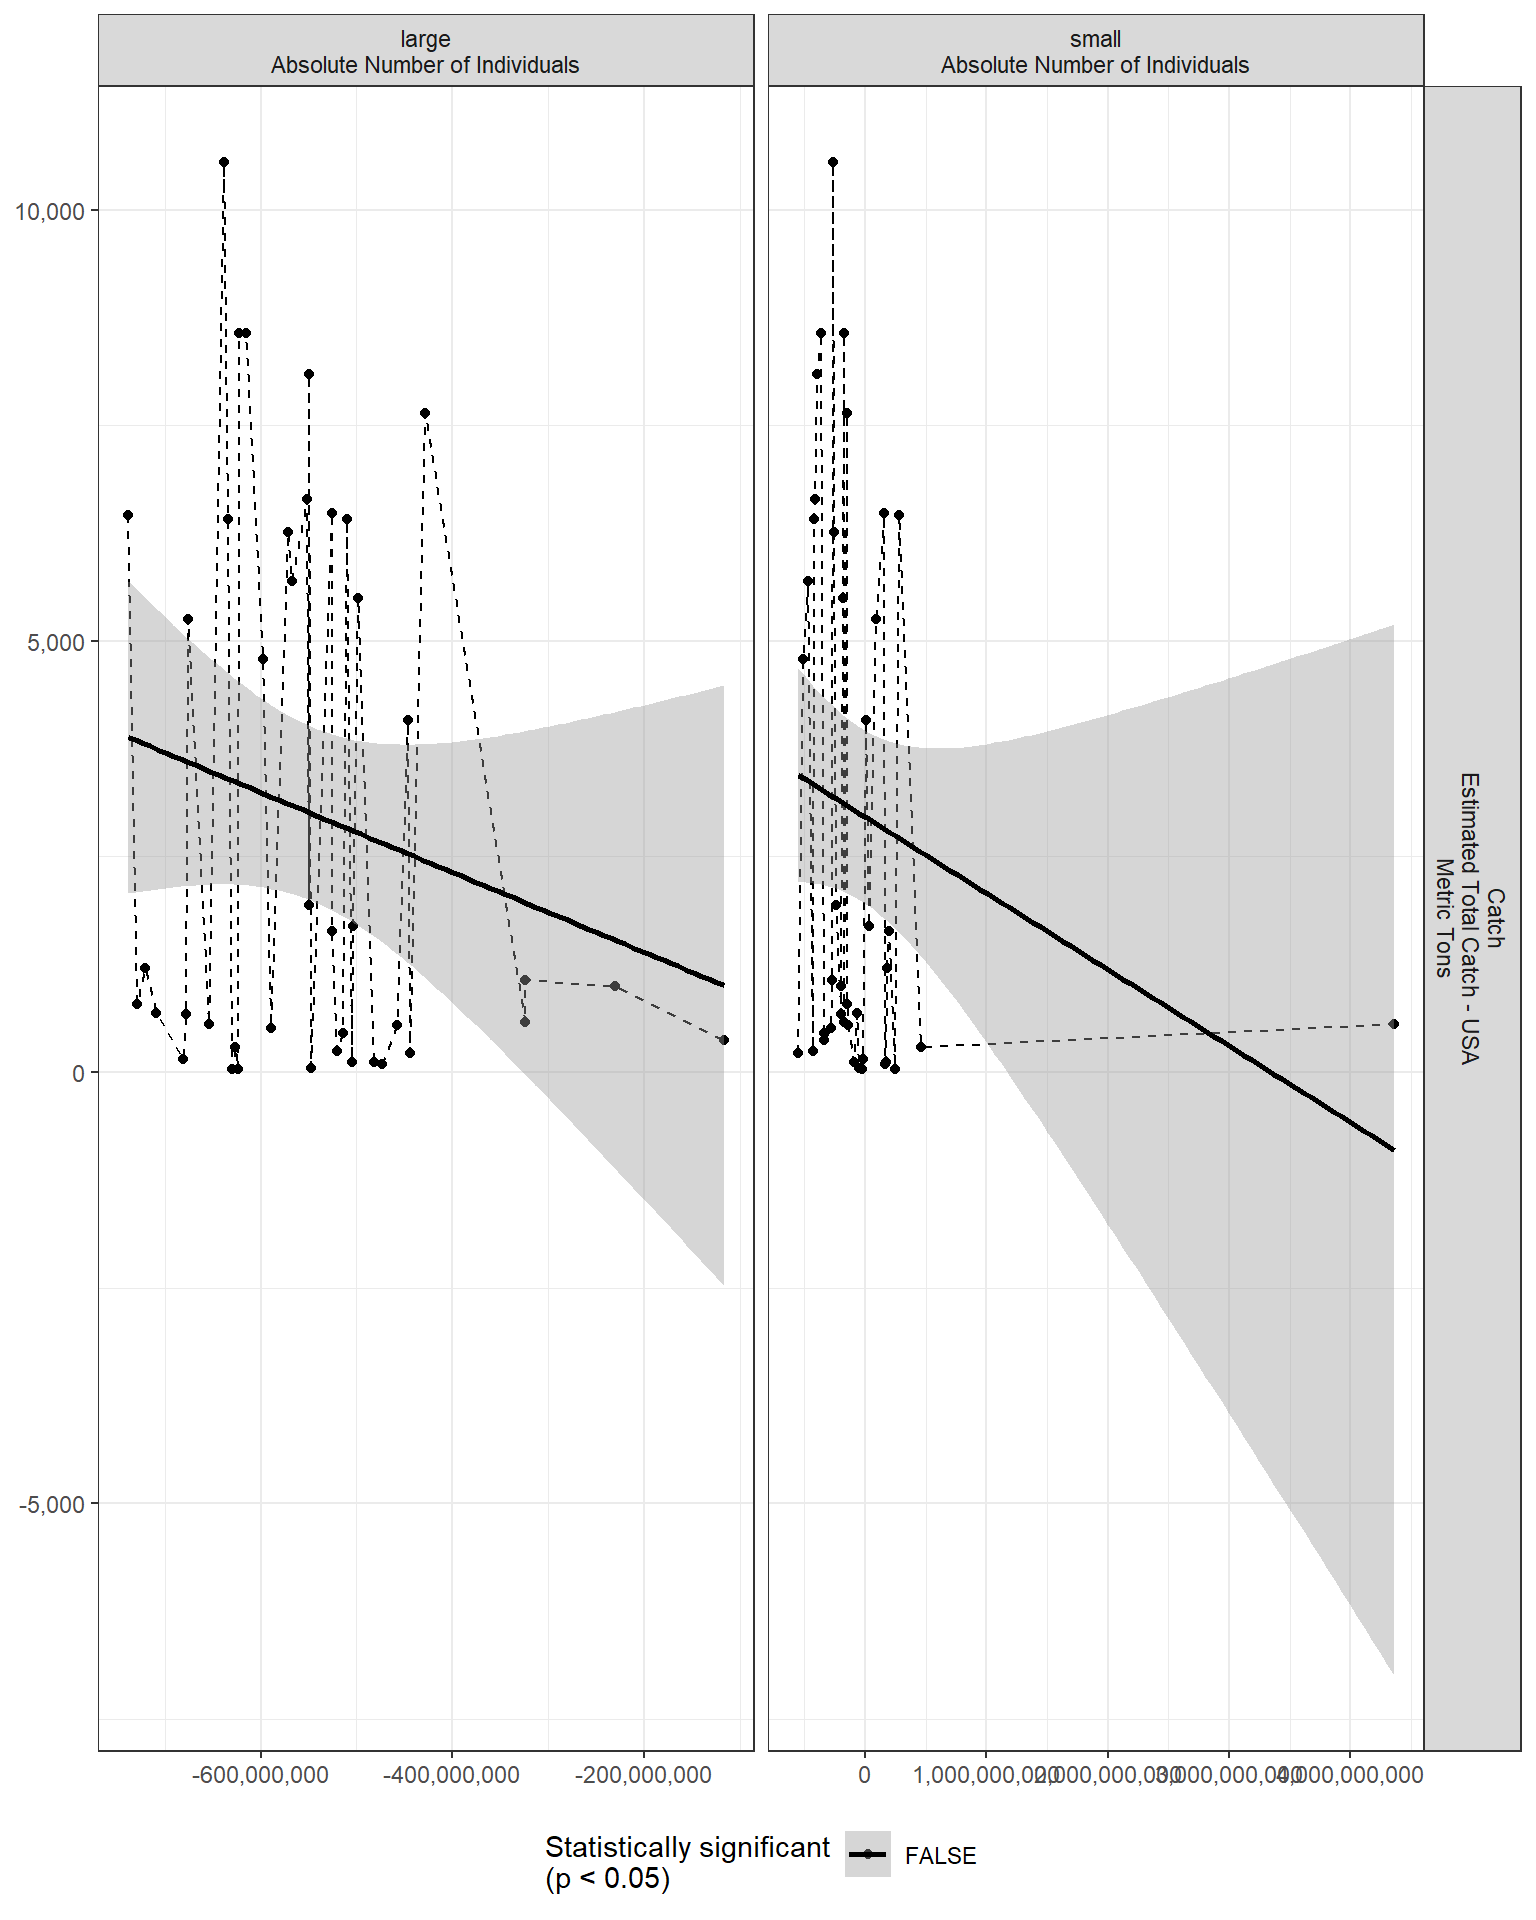 large
Absolute Number of Individuals
small
Absolute Number of Individuals
10,000
5,000
0
-5,000
Catch
Estimated Total Catch - USA
Metric Tons
-600,000,000
-400,000,000
-200,000,000
0
1,000,000,000
2,000,000,000
3,000,000,000
4,000,000,000
Statistically significant
(p < 0.05)
FALSE